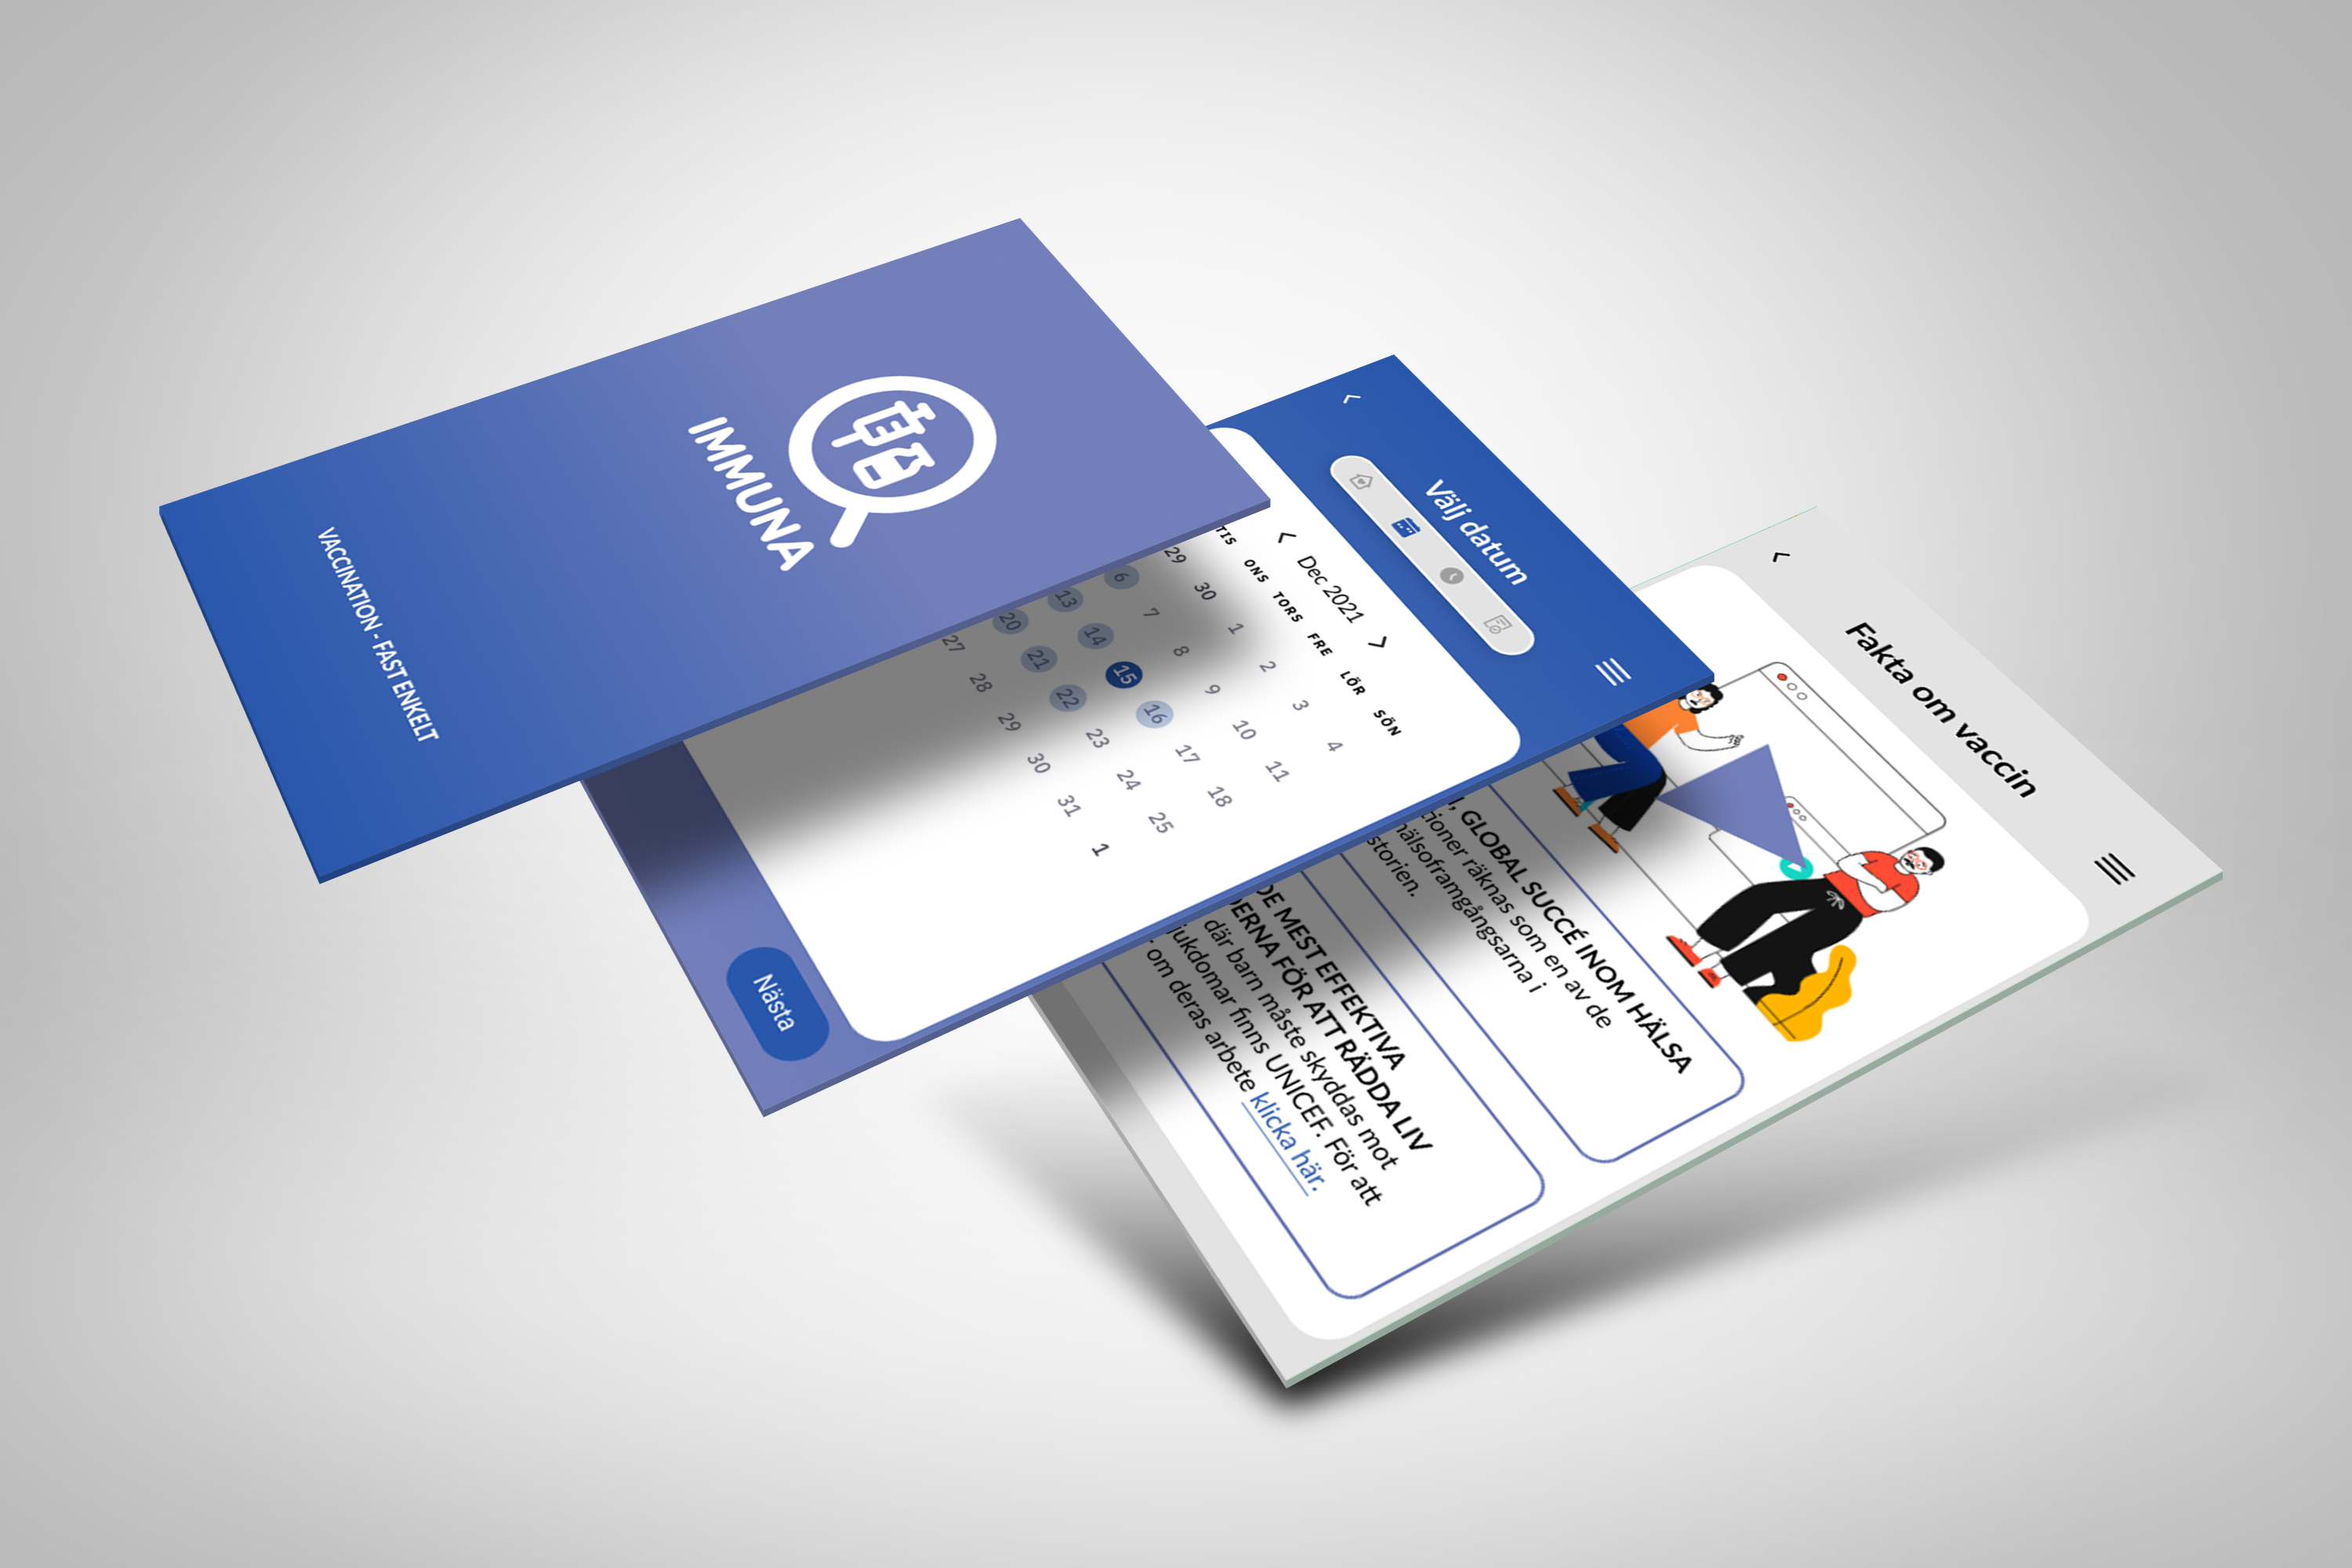 IMMUNA
VACCINATION - FAST ENKELT
Välj datum
Dec 2021
TIS ONS TORS FRE LÖR SÖN
29 30 1 2 3 4
6 7 8 9 10 11
13 14 15 16 17 18
20 21 22 23 24 25
27 28 29 30 31 1
Nästa
Fakta om vaccin
GLOBAL SUCCÉ INOM HÄLSA
räknas som en av de
hälsoframgångsarna i
storien.
DE MEST EFFEKTIVA
DERNA FÖR ATT RÄDDA LIV
där barn måste skyddas mot
jukdomar finns UNICEF. För att
om deras arbete klicka här.